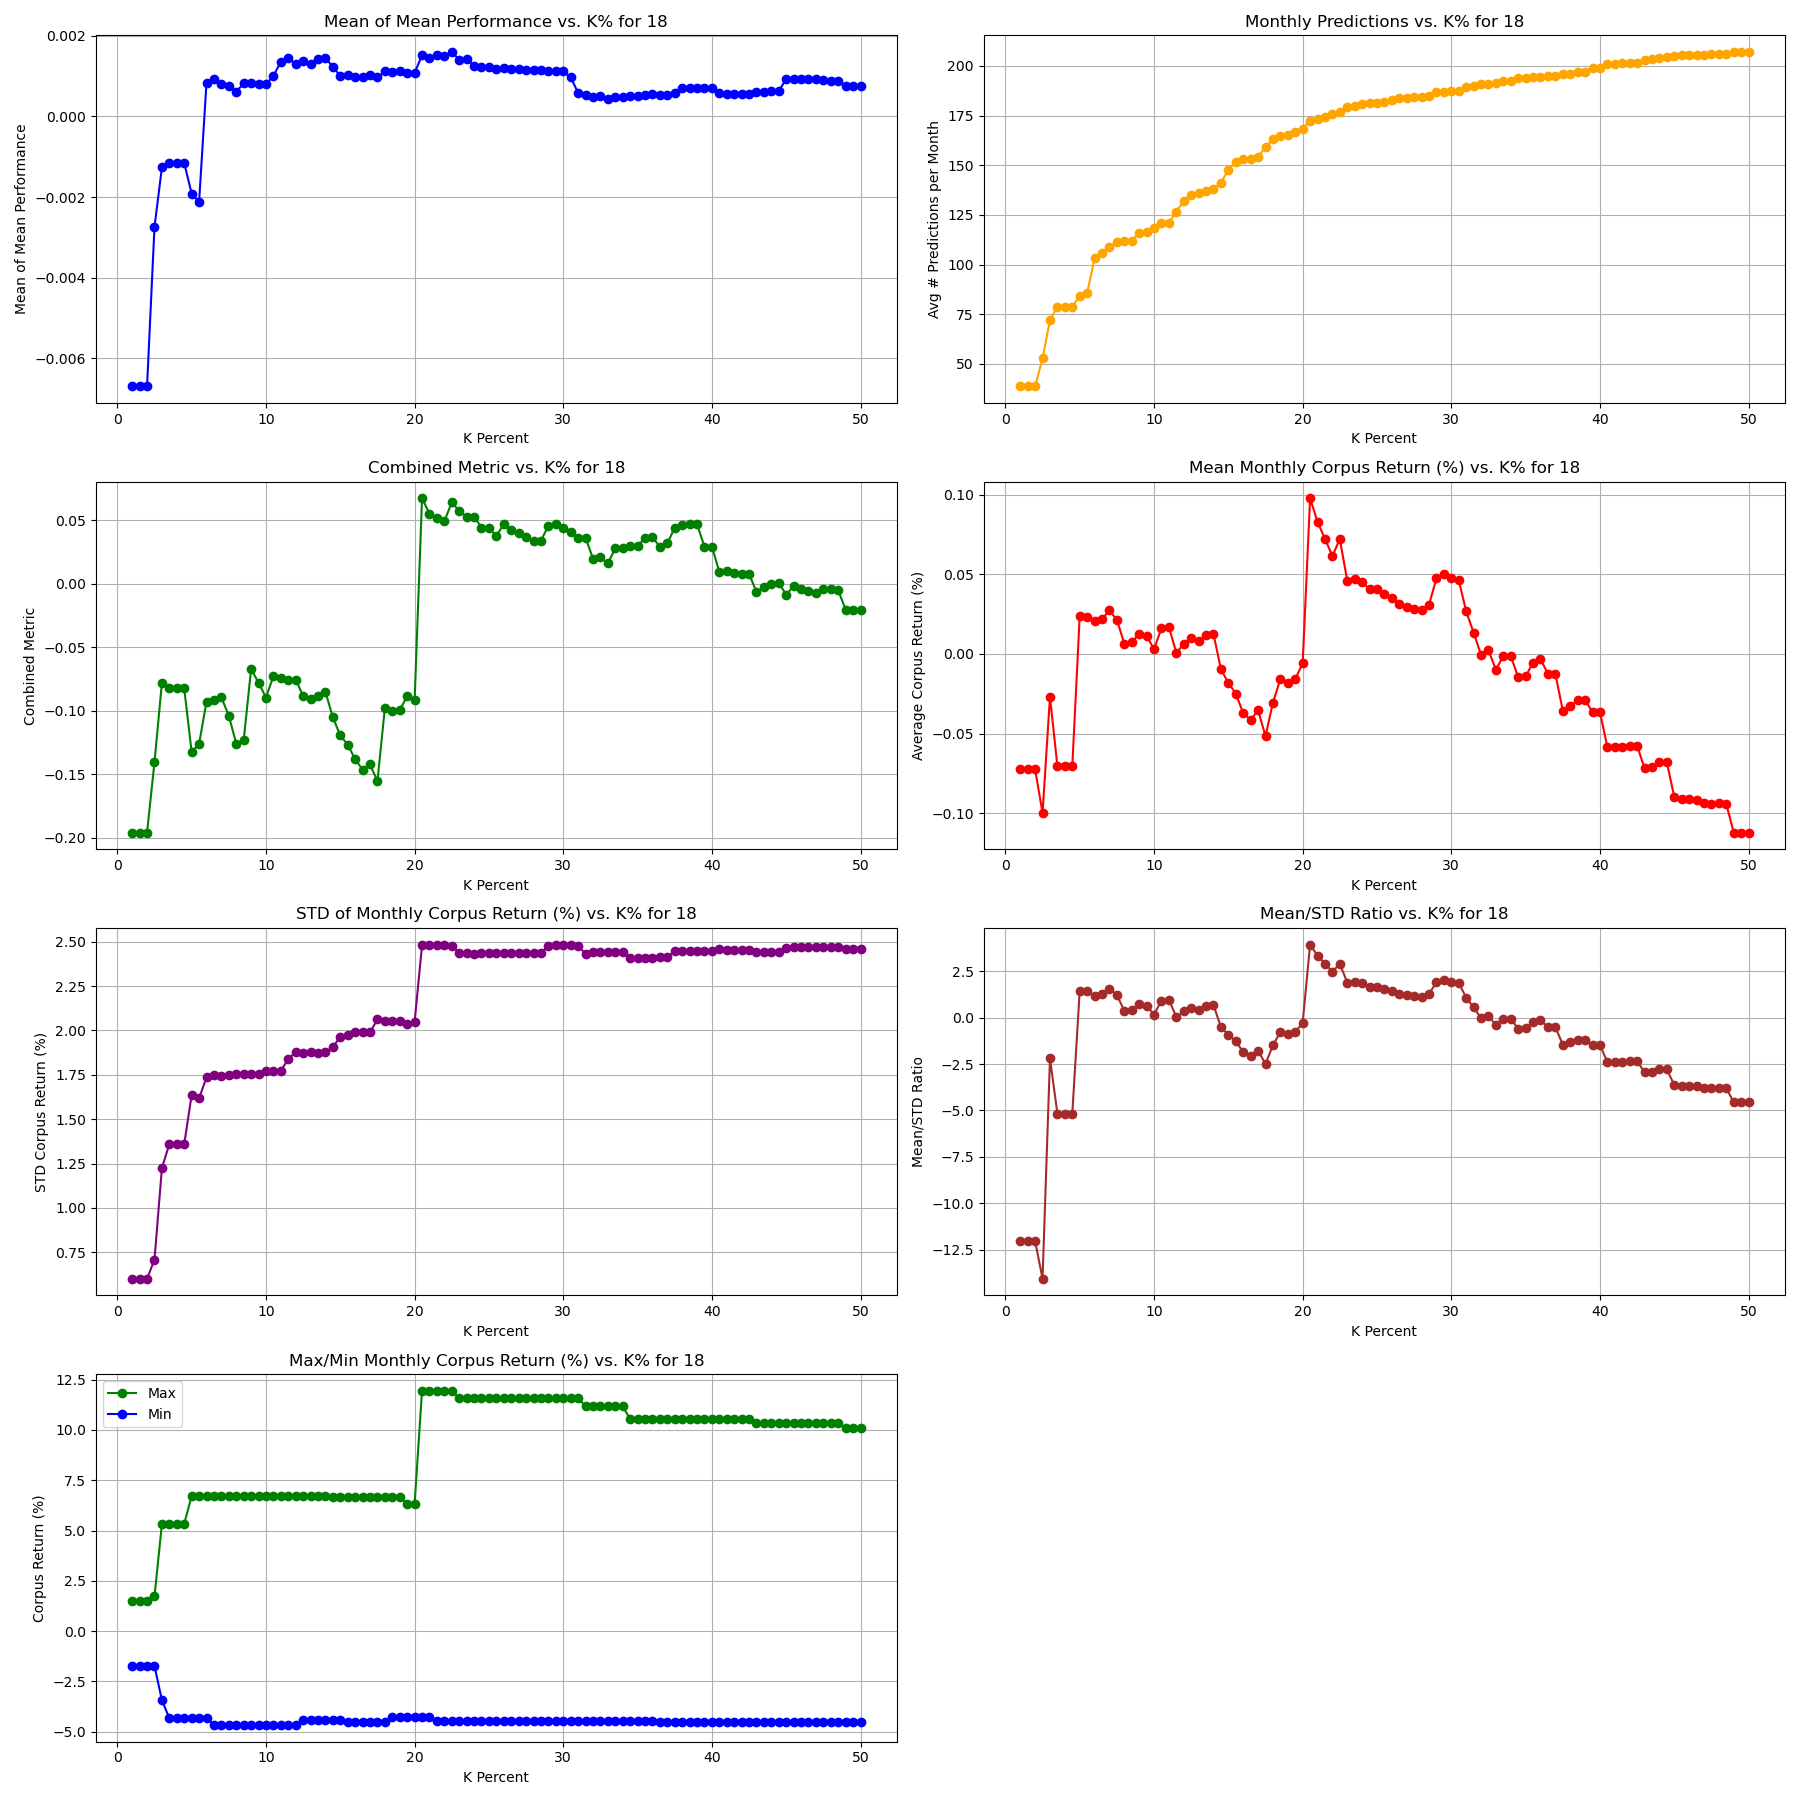 Mean of Mean Performance vs. K% for 18
Mean of Mean Performance
0.002
0.000
−0.002
−0.004
−0.006
0 10 20 30 40 50
K Percent
Monthly Predictions vs. K% for 18
Avg # Predictions per Month
200
175
150
125
100
75
50
0 10 20 30 40 50
K Percent
Combined Metric vs. K% for 18
Combined Metric
0.05
0.00
−0.05
−0.10
−0.15
−0.20
0 10 20 30 40 50
K Percent
Mean Monthly Corpus Return (%) vs. K% for 18
Average Corpus Return (%)
0.10
0.05
0.00
−0.05
−0.10
0 10 20 30 40 50
K Percent
STD of Monthly Corpus Return (%) vs. K% for 18
STD Corpus Return (%)
2.50
2.25
2.00
1.75
1.50
1.25
1.00
0.75
0 10 20 30 40 50
K Percent
Mean/STD Ratio vs. K% for 18
Mean/STD Ratio
2.5
0.0
−2.5
−5.0
−7.5
−10.0
−12.5
0 10 20 30 40 50
K Percent
Max/Min Monthly Corpus Return (%) vs. K% for 18
Corpus Return (%)
Max
Min
12.5
10.0
7.5
5.0
2.5
0.0
−2.5
−5.0
0 10 20 30 40 50
K Percent